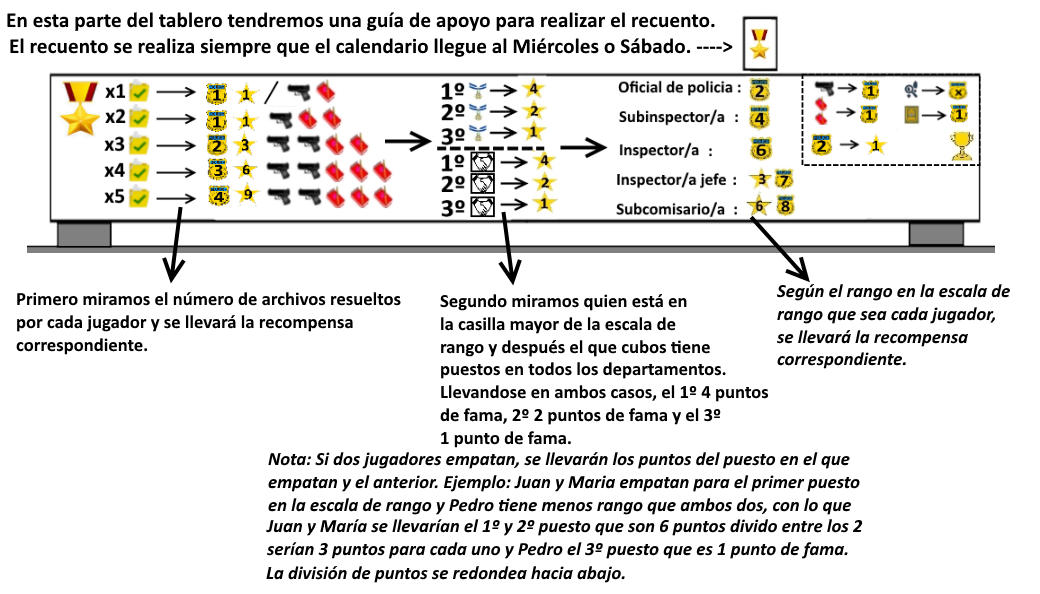 En esta parte del tablero tendremos una guía de apoyo para realizar el recuento.
El recuento se realiza siempre que el calendario llegue al Miércoles o Sábado. ---->
x1 1 1 /
x2 1 1
x3 2 3
x4 3 6
x5 4 9
1º 4
2º 2
3º 1
1º 4
2º 2
3º 1
Oficial de policia : 2
Subinspector/a : 4
Inspector/a : 6
Inspector/a jefe : 3 7
Subcomisario/a : 6 8
1 x
1 1
2 1
Primero miramos el número de archivos resueltos
por cada jugador y se llevará la recompensa
correspondiente.
Segundo miramos quien está en
la casilla mayor de la escala de
rango y después el que cubos tiene
puestos en todos los departamentos.
Llevandose en ambos casos, el 1º 4 puntos
de fama, 2º 2 puntos de fama y el 3º
1 punto de fama.
Según el rango en la escala de
rango que sea cada jugador,
se llevará la recompensa
correspondiente.
Nota: Si dos jugadores empatan, se llevarán los puntos del puesto en el que
empatan y el anterior. Ejemplo: Juan y Maria empatan para el primer puesto
en la escala de rango y Pedro tiene menos rango que ambos dos, con lo que
Juan y María se llevarían el 1º y 2º puesto que son 6 puntos divido entre los 2
serían 3 puntos para cada uno y Pedro el 3º puesto que es 1 punto de fama.
La división de puntos se redondea hacia abajo.